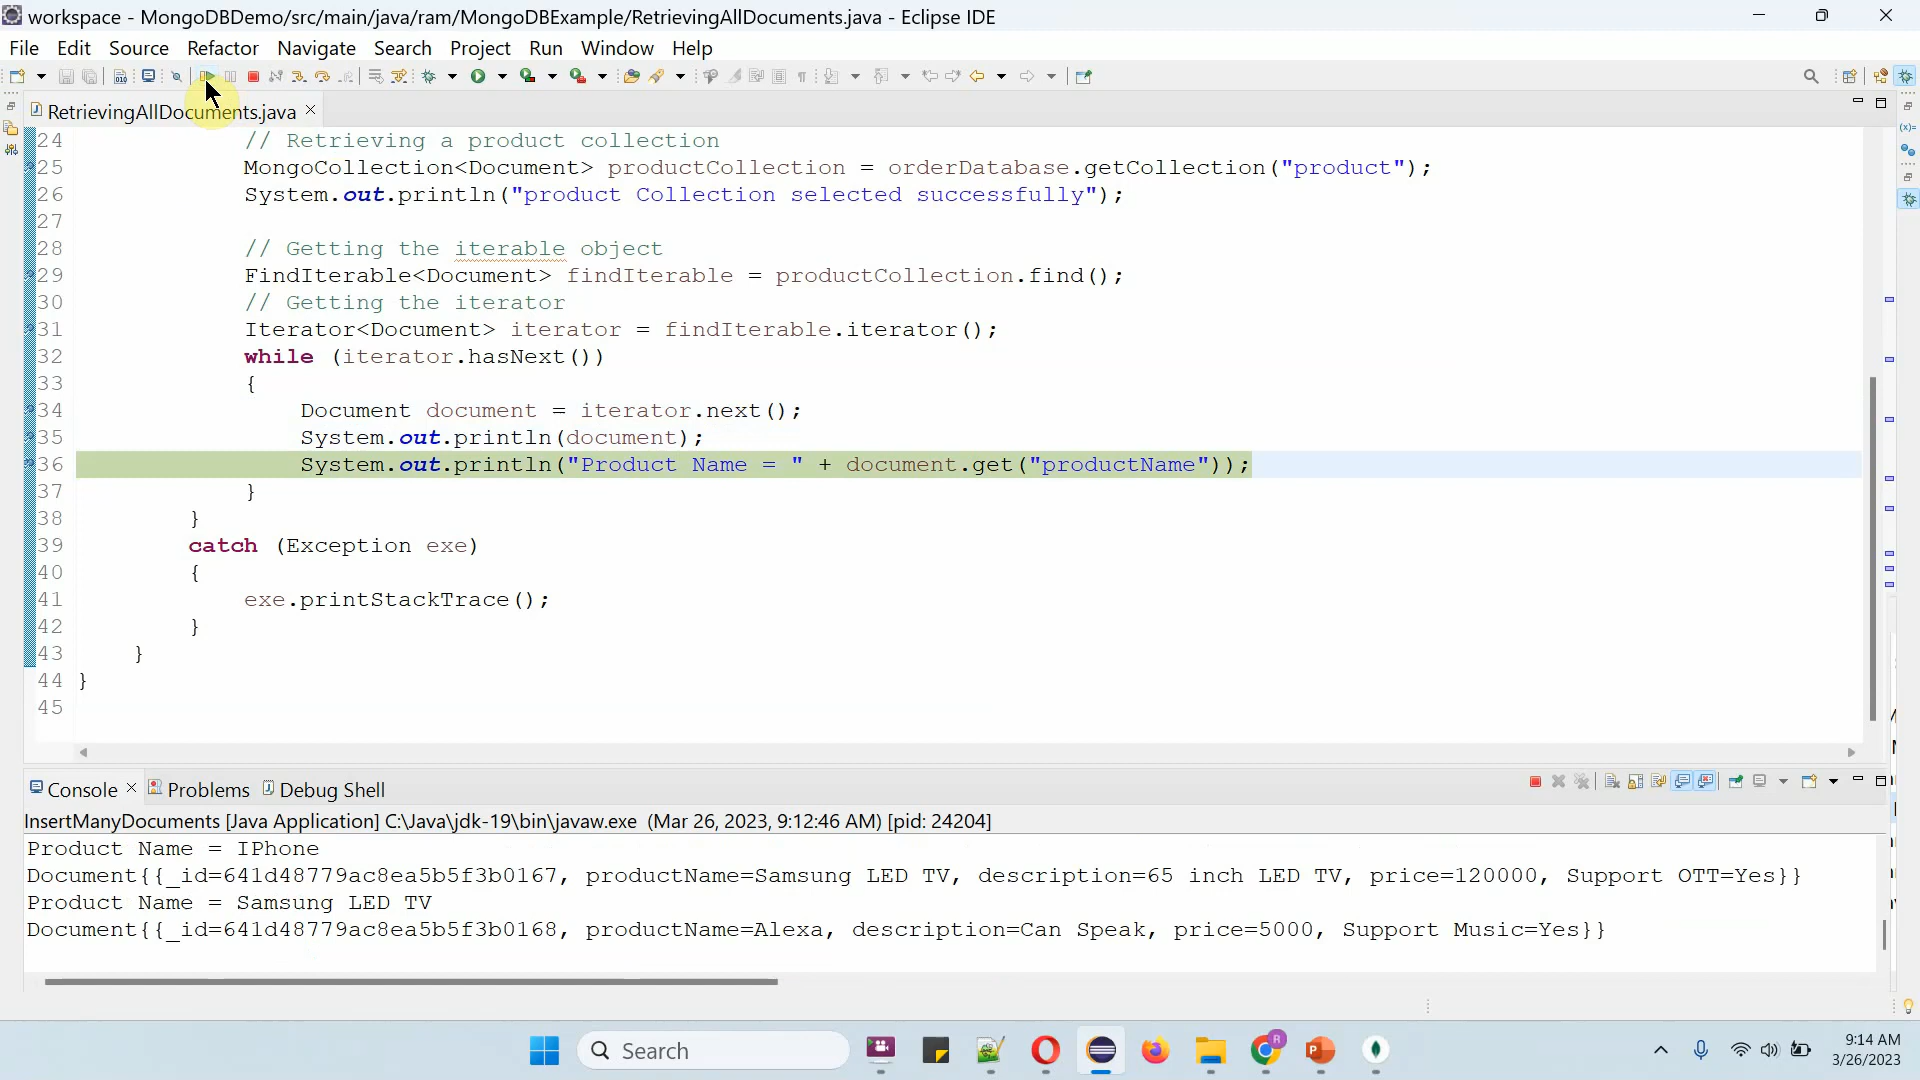 workspace - MongoDBDemo/src/main/java/ram/MongoDBExample/RetrievingAllDocuments.java - Eclipse IDE
File Edit Source Refactor Navigate Search Project Run Window Help
RetrievingAllDocuments.java
24 // Retrieving a product collection
25 MongoCollection<Document> productCollection = orderDatabase.getCollection("product");
26 System.out.println("product Collection selected successfully");
27
28 // Getting the iterable object
29 FindIterable<Document> findIterable = productCollection.find();
30 // Getting the iterator
31 Iterator<Document> iterator = findIterable.iterator();
32 while (iterator.hasNext())
33 {
34 Document document = iterator.next();
35 System.out.println(document);
36 System.out.println("Product Name = " + document.get("productName"));
37 }
38 }
39 catch (Exception exe)
40 {
41 exe.printStackTrace();
42 }
43 }
44 }
45
Console Problems Debug Shell
InsertManyDocuments [Java Application] C:\Java\jdk-19\bin\javaw.exe (Mar 26, 2023, 9:12:46 AM) [pid: 24204]
Product Name = IPhone
Document{{_id=641d48779ac8ea5b5f3b0167, productName=Samsung LED TV, description=65 inch LED TV, price=120000, Support OTT=Yes}}
Product Name = Samsung LED TV
Document{{_id=641d48779ac8ea5b5f3b0168, productName=Alexa, description=Can Speak, price=5000, Support Music=Yes}}
Search
9:14 AM
3/26/2023